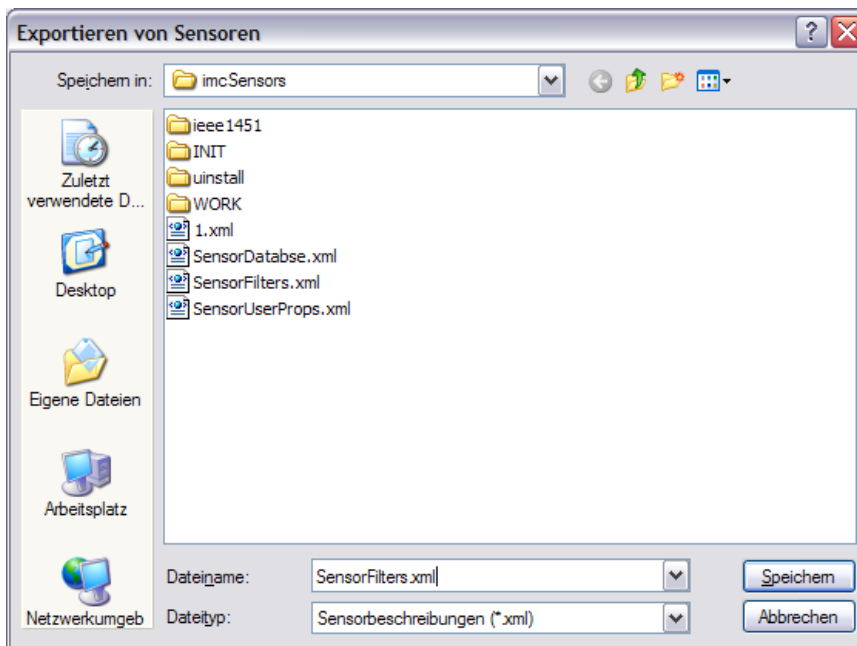 Exportieren von Sensoren
Speichern in:
imcSensors
Zuletzt
verwendete D...
Desktop
Eigene Dateien
Arbeitsplatz
Netzwerkumgeb
ieee1451
INIT
uinstall
WORK
1.xml
SensorDatabse.xml
SensorFilters.xml
SensorUserProps.xml
Dateiname:
SensorFilters.xml
Speichern
Dateityp:
Sensorbeschreibungen (*.xml)
Abbrechen